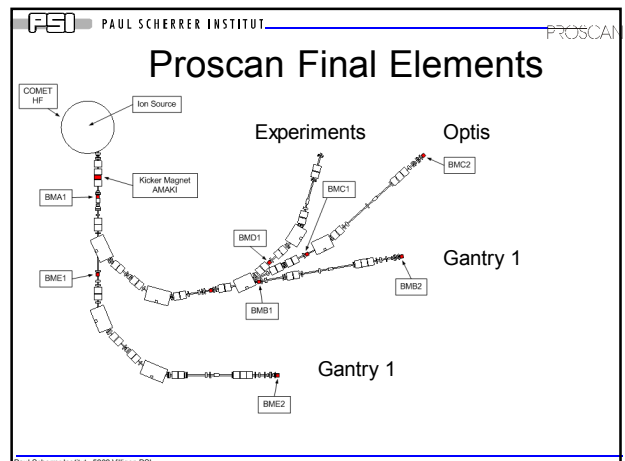 PSI PAUL SCHERRER INSTITUT
PROSCAN
Proscan Final Elements
COMET
HF
Ion Source
Experiments
Optis
BMC2
Kicker Magnet
AMAKI
BMC1
BMA1
BMD1
Gantry 1
BME1
BMB1
BMB2
Gantry 1
BME2